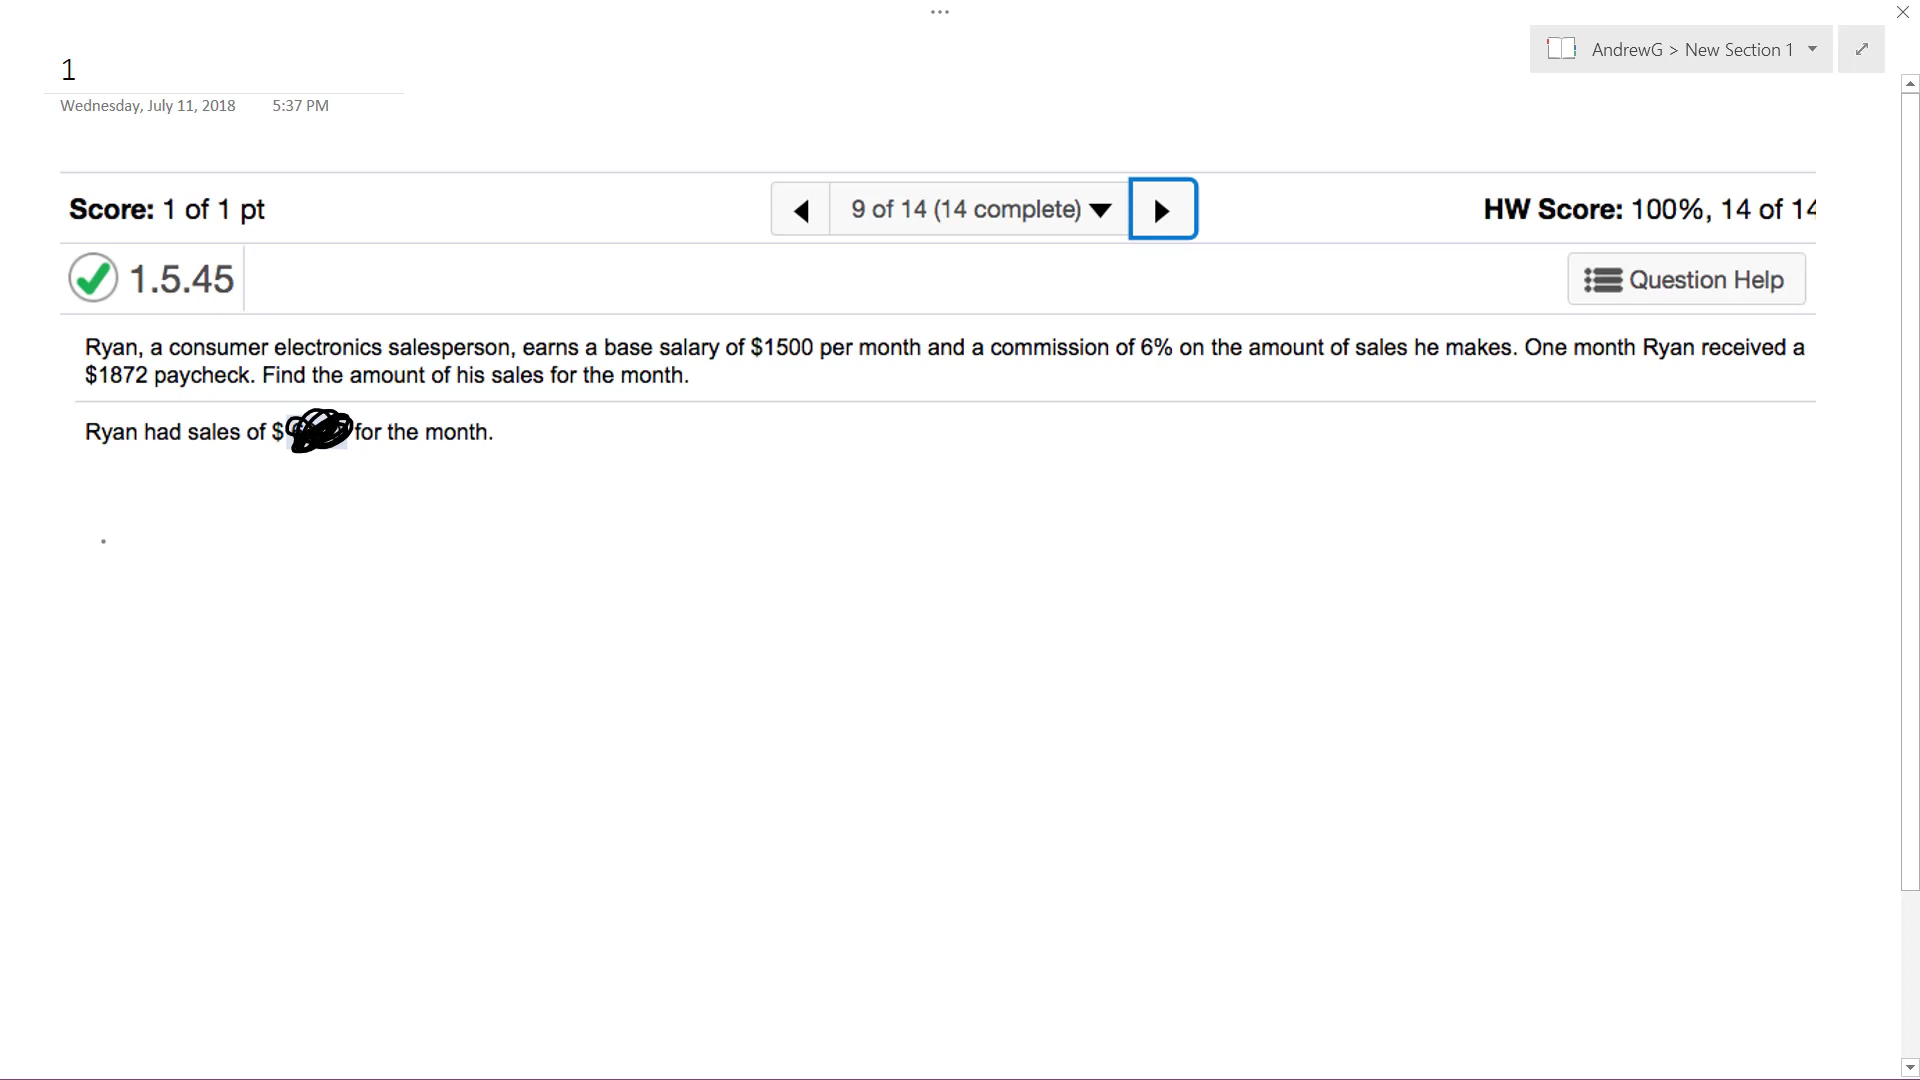 ...
AndrewG > New Section 1
1
Wednesday, July 11, 2018 5:37 PM
Score: 1 of 1 pt
9 of 14 (14 complete)
HW Score: 100%, 14 of 14
1.5.45
Question Help
Ryan, a consumer electronics salesperson, earns a base salary of $1500 per month and a commission of 6% on the amount of sales he makes. One month Ryan received a
$1872 paycheck. Find the amount of his sales for the month.
Ryan had sales of $ for the month.